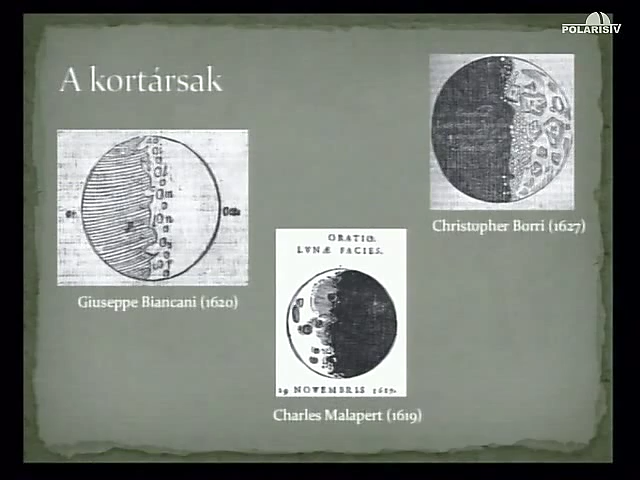 POLARISIV
A kortársak
Christopher Borri (1627)
Giuseppe Biancani (1620)
ORATIO.
LVNÆ FACIES.
19 NOVEMBRIS 1619.
Charles Malapert (1619)